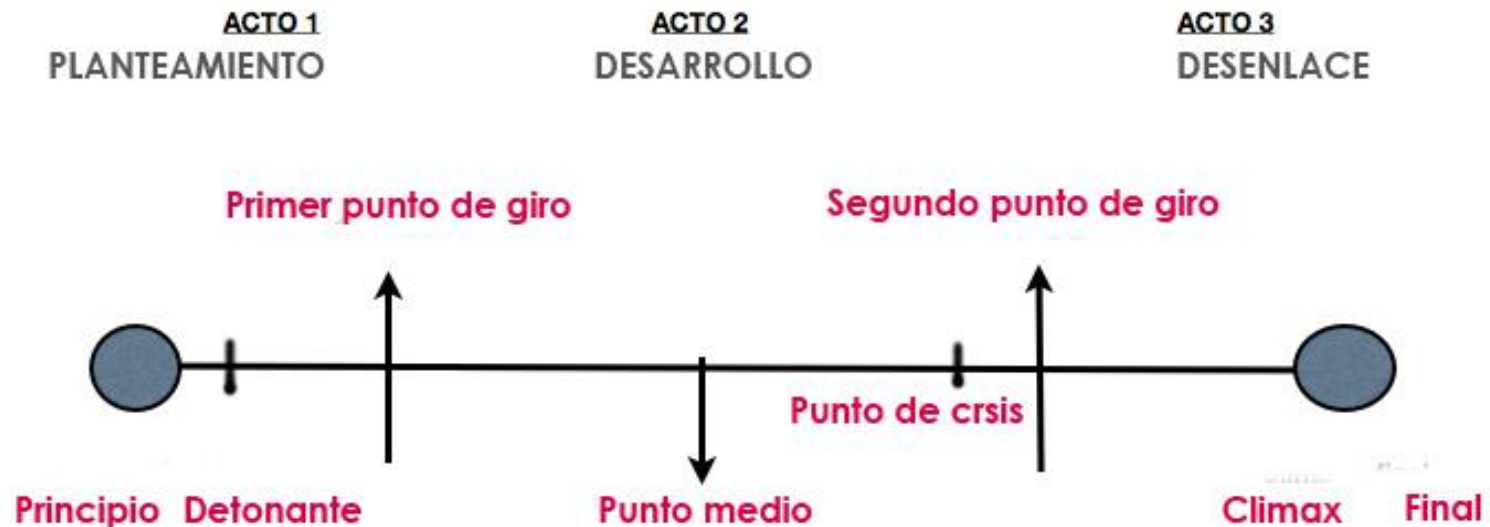 ACTO 1
PLANTEAMIENTO
ACTO 2
DESARROLLO
ACTO 3
DESENLACE
Primer punto de giro
Segundo punto de giro
Punto de crsis
Principio
Detonante
Punto medio
Climax
Final